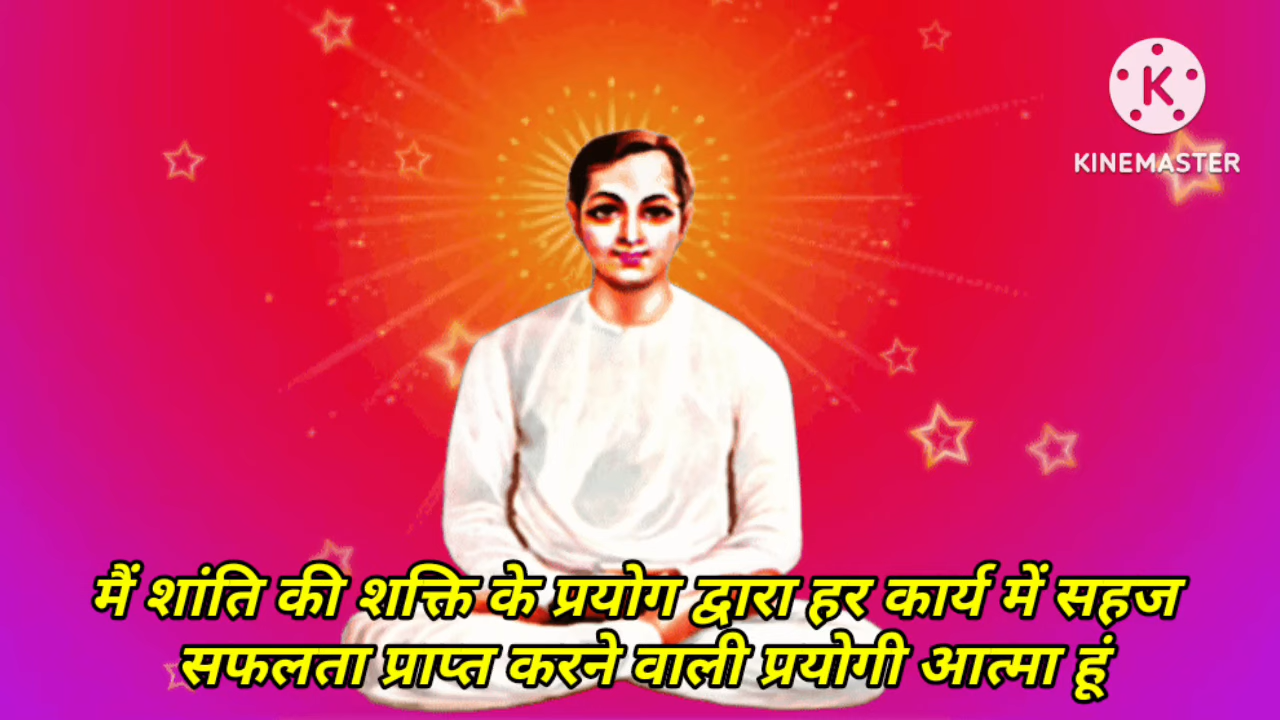 K
KINEMASTER
मैं शांति की शक्ति के प्रयोग द्वारा हर कार्य में सहज
सफलता प्राप्त करने वाली प्रयोगी आत्मा हूं